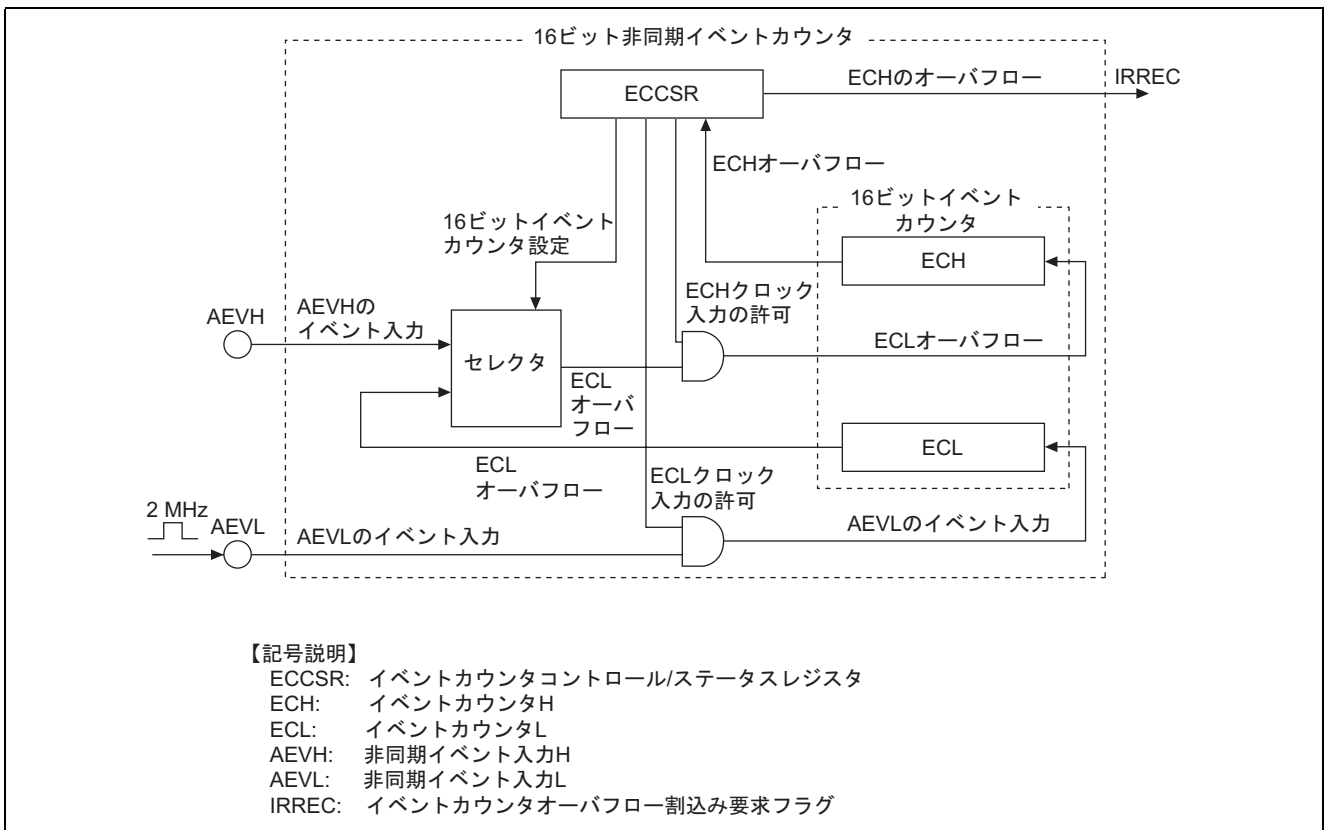 16ビット非同期イベントカウンタ
ECCSR
ECHのオーバフロー
IRREC
ECHオーバフロー
16ビットイベント
カウンタ設定
16ビットイベント
カウンタ
ECH
AEVH
AEVHの
イベント入力
セレクタ
ECHクロック
入力の許可
ECLオーバフロー
ECL
オーバ
フロー
ECL
ECL
オーバフロー
ECLクロック
入力の許可
2 MHz
AEVL
AEVLのイベント入力
AEVLのイベント入力
【記号説明】
ECCSR: イベントカウンタコントロール/ステータスレジスタ
ECH: イベントカウンタH
ECL: イベントカウンタL
AEVH: 非同期イベント入力H
AEVL: 非同期イベント入力L
IRREC: イベントカウンタオーバフロー割込み要求フラグ